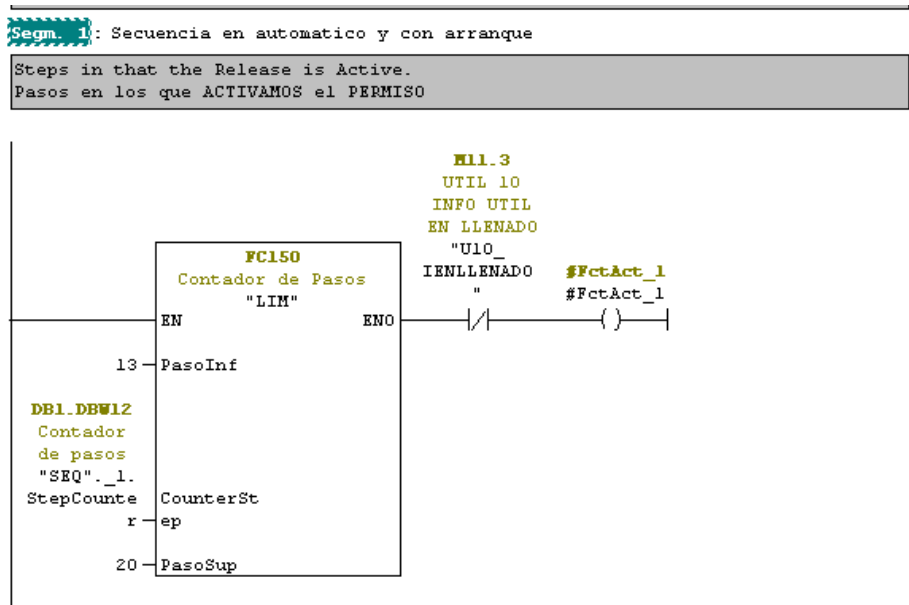 Segm. 1: Secuencia en automatico y con arranque
Steps in that the Release is Active.
Pasos en los que ACTIVAMOS el PERMISO
M11.3
UTIL 10
INFO UTIL
EN LLENADO
"U10_
IENLLENADO
"
#FctAct_1
#FctAct_1
FC150
Contador de Pasos
"LIM"
EN
ENO
13
PasoInf
DB1.DBW12
Contador
de pasos
"SEQ"._1.
StepCounte
r
CounterSt
ep
20
PasoSup